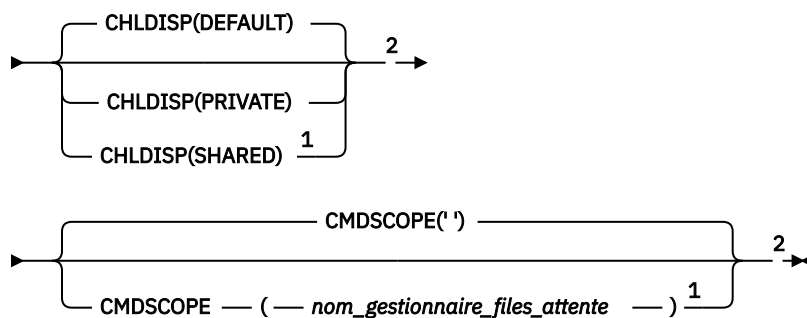 CHLDISP(DEFAULT)
2
CHLDISP(PRIVATE)
CHLDISP(SHARED) 1
CMDSCOPE(' ')
2
CMDSCOPE ( nom_gestionnaire_files_attente ) 1